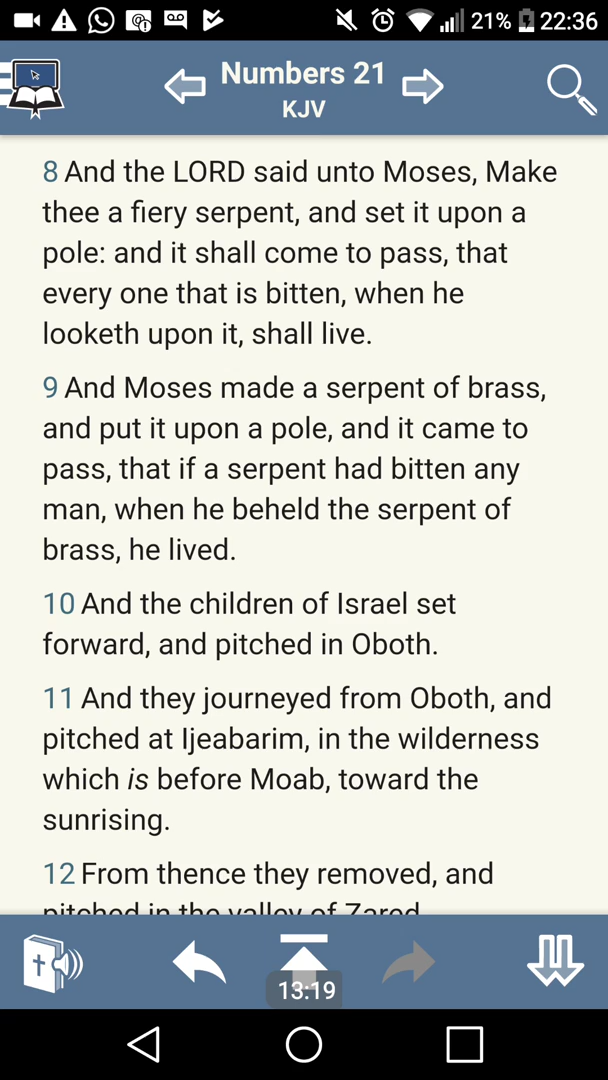 21% 22:36
Numbers 21
KJV
8 And the LORD said unto Moses, Make
thee a fiery serpent, and set it upon a
pole: and it shall come to pass, that
every one that is bitten, when he
looketh upon it, shall live.
9 And Moses made a serpent of brass,
and put it upon a pole, and it came to
pass, that if a serpent had bitten any
man, when he beheld the serpent of
brass, he lived.
10 And the children of Israel set
forward, and pitched in Oboth.
11 And they journeyed from Oboth, and
pitched at Ijeabarim, in the wilderness
which is before Moab, toward the
sunrising.
12 From thence they removed, and
pitched in the valley of Zared.
13:19